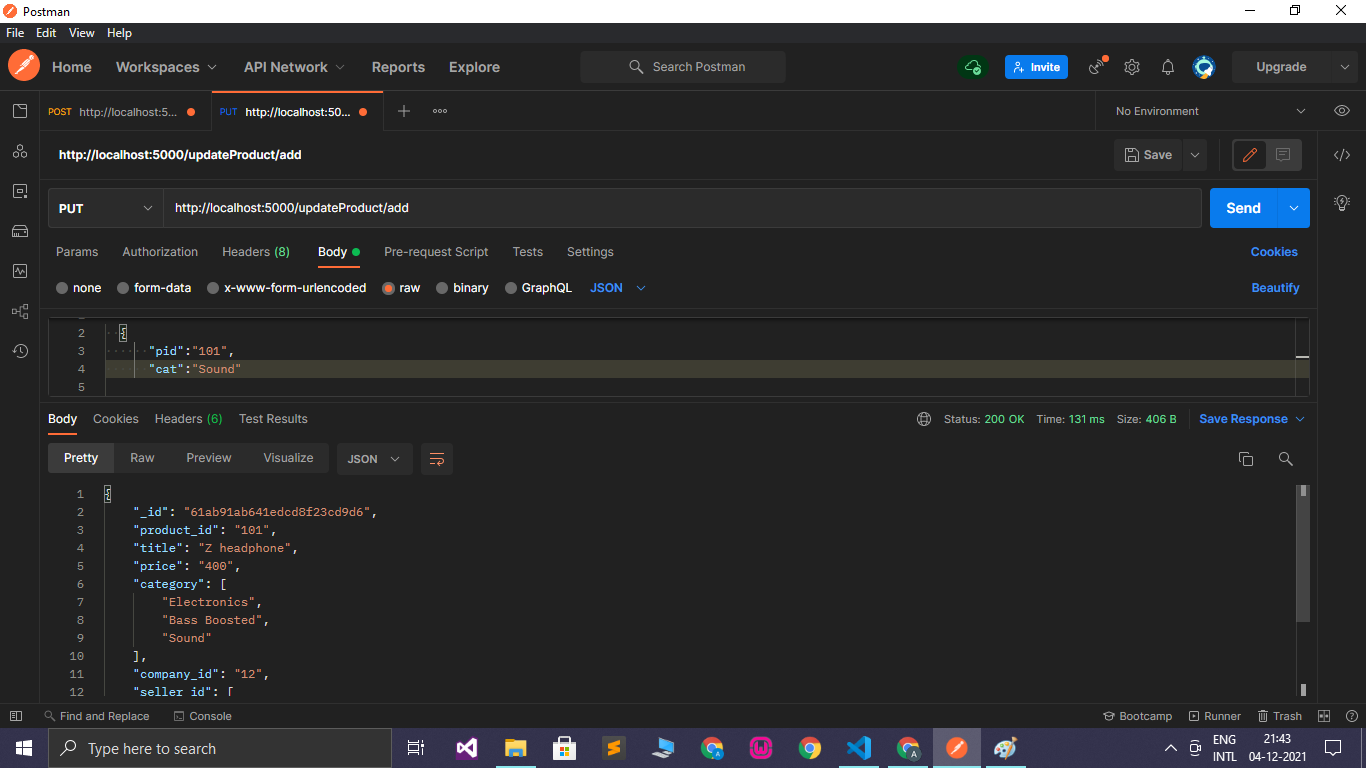 Postman
File Edit View Help
Home Workspaces API Network Reports Explore Search Postman Invite Upgrade
POST http://localhost:5... PUT http://localhost:50... No Environment
http://localhost:5000/updateProduct/add Save
PUT http://localhost:5000/updateProduct/add Send
Params Authorization Headers (8) Body Pre-request Script Tests Settings Cookies
none form-data x-www-form-urlencoded raw binary GraphQL JSON Beautify
2 {
3 "pid":"101",
4 "cat":"Sound"
5
Body Cookies Headers (6) Test Results Status: 200 OK Time: 131 ms Size: 406 B Save Response
Pretty Raw Preview Visualize JSON
1 {
2 "_id": "61ab91ab641edcd8f23cd9d6",
3 "product_id": "101",
4 "title": "Z headphone",
5 "price": "400",
6 "category": [
7 "Electronics",
8 "Bass Boosted",
9 "Sound"
10 ],
11 "company_id": "12",
12 "seller_id": [
Find and Replace Console Bootcamp Runner Trash
Type here to search
ENG 21:43
INTL 04-12-2021